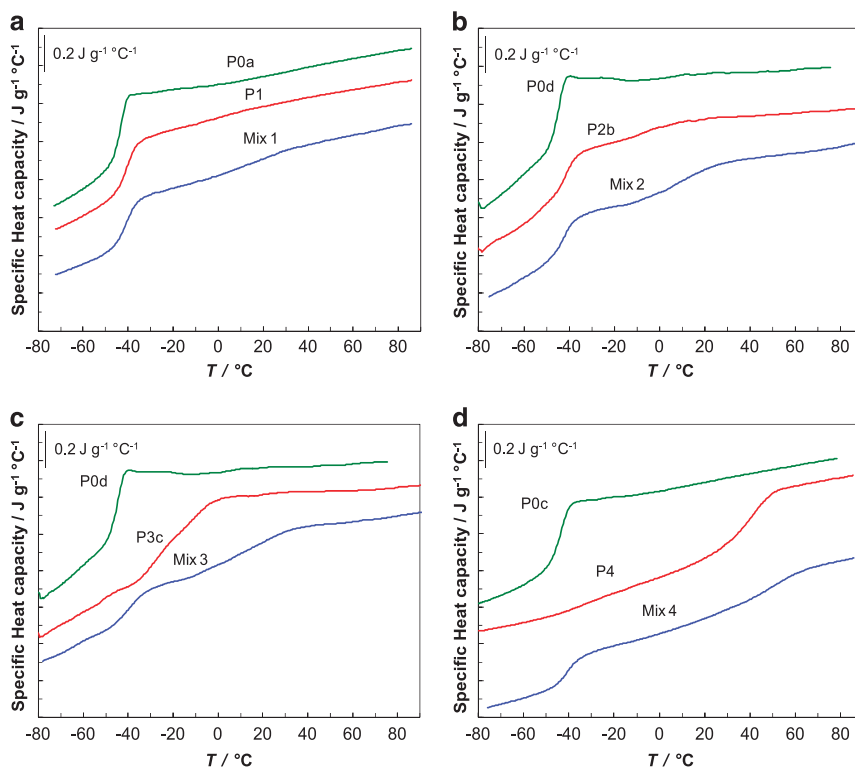 a
0.2 J g⁻¹ °C⁻¹
P0a
P1
Mix 1
Specific Heat capacity / J g⁻¹ °C⁻¹
-80 -60 -40 -20 0 20 40 60 80
T / °C
b
0.2 J g⁻¹ °C⁻¹
P0d
P2b
Mix 2
Specific Heat capacity / J g⁻¹ °C⁻¹
-80 -60 -40 -20 0 20 40 60 80
T / °C
c
0.2 J g⁻¹ °C⁻¹
P0d
P3c
Mix 3
Specific Heat capacity / J g⁻¹ °C⁻¹
-80 -60 -40 -20 0 20 40 60 80
T / °C
d
0.2 J g⁻¹ °C⁻¹
P0c
P4
Mix 4
Specific Heat capacity / J g⁻¹ °C⁻¹
-80 -60 -40 -20 0 20 40 60 80
T / °C